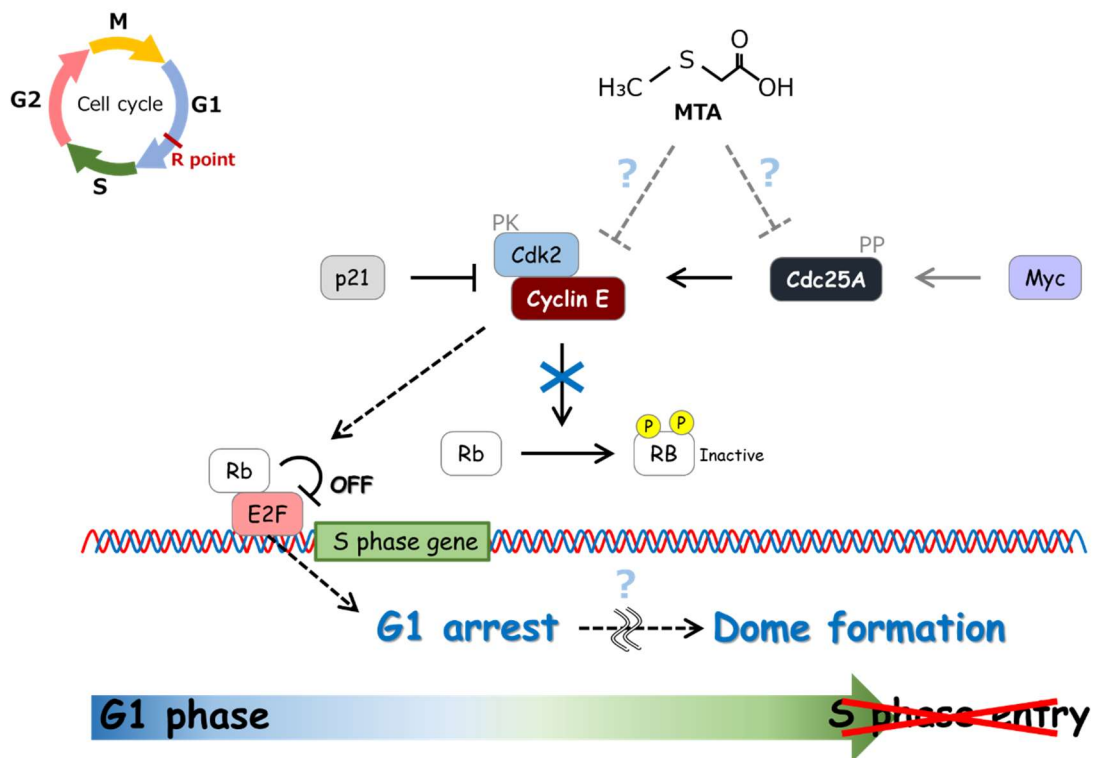 M
G2
Cell cycle
G1
R point
S
H₃C
S
O
OH
MTA
?
?
PK
Cdk2
Cyclin E
p21
PP
Cdc25A
Myc
Rb
OFF
E2F
Rb
P
P
RB
Inactive
S phase gene
?
G1 arrest
Dome formation
G1 phase
S phase entry